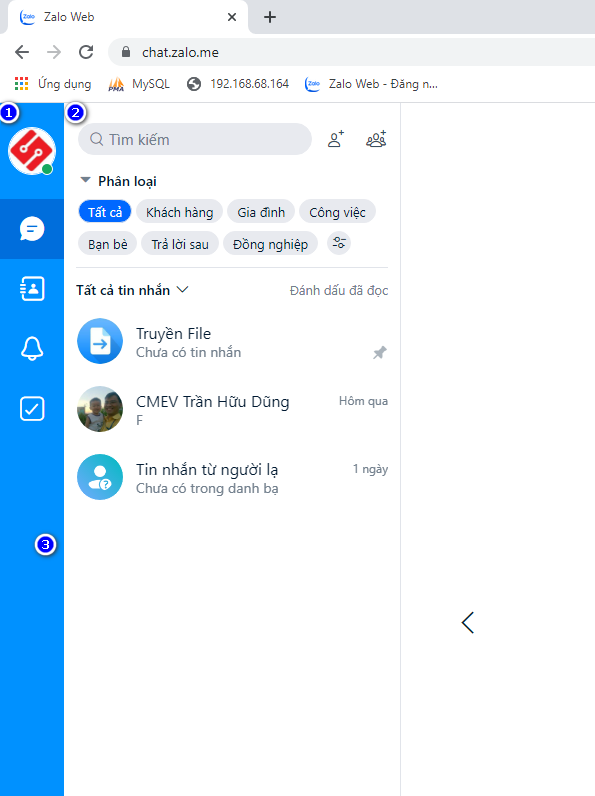 Zalo Zalo Web
chat.zalo.me
Ứng dụng PMA MySQL 192.168.68.164 Zalo Zalo Web - Đăng n...
1 2
Tìm kiếm
Phân loại
Tất cả Khách hàng Gia đình Công việc
Bạn bè Trả lời sau Đồng nghiệp
Tất cả tin nhắn Đánh dấu đã đọc
Truyền File
Chưa có tin nhắn
CMEV Trần Hữu Dũng Hôm qua
F
Tin nhắn từ người lạ 1 ngày
Chưa có trong danh bạ
3